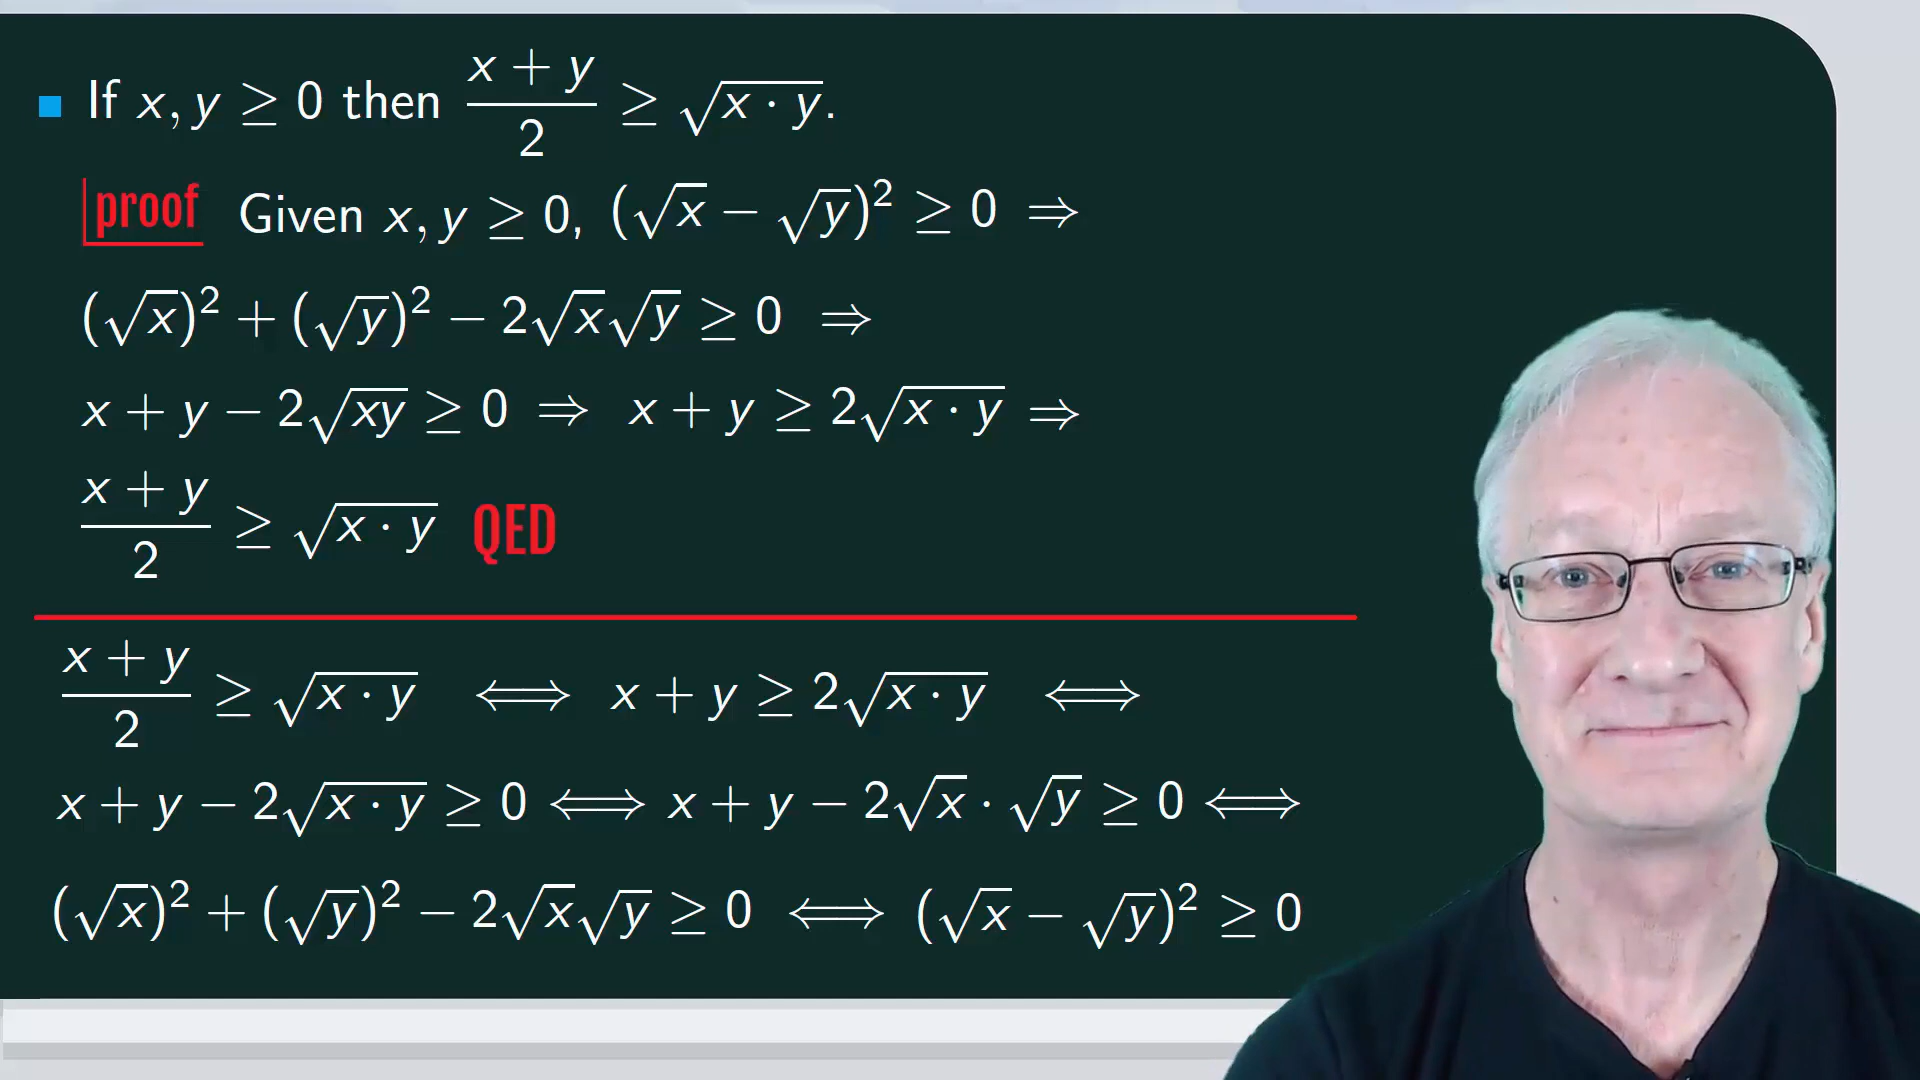 If x, y ≥ 0 then (x + y)/2 ≥ √(x · y).
proof Given x, y ≥ 0, (√x − √y)² ≥ 0 ⇒
(√x)² + (√y)² − 2√x√y ≥ 0 ⇒
x + y − 2√(xy) ≥ 0 ⇒ x + y ≥ 2√(x · y) ⇒
(x + y)/2 ≥ √(x · y) QED
(x + y)/2 ≥ √(x · y) ⟺ x + y ≥ 2√(x · y) ⟺
x + y − 2√(x · y) ≥ 0 ⟺ x + y − 2√x · √y ≥ 0 ⟺
(√x)² + (√y)² − 2√x√y ≥ 0 ⟺ (√x − √y)² ≥ 0